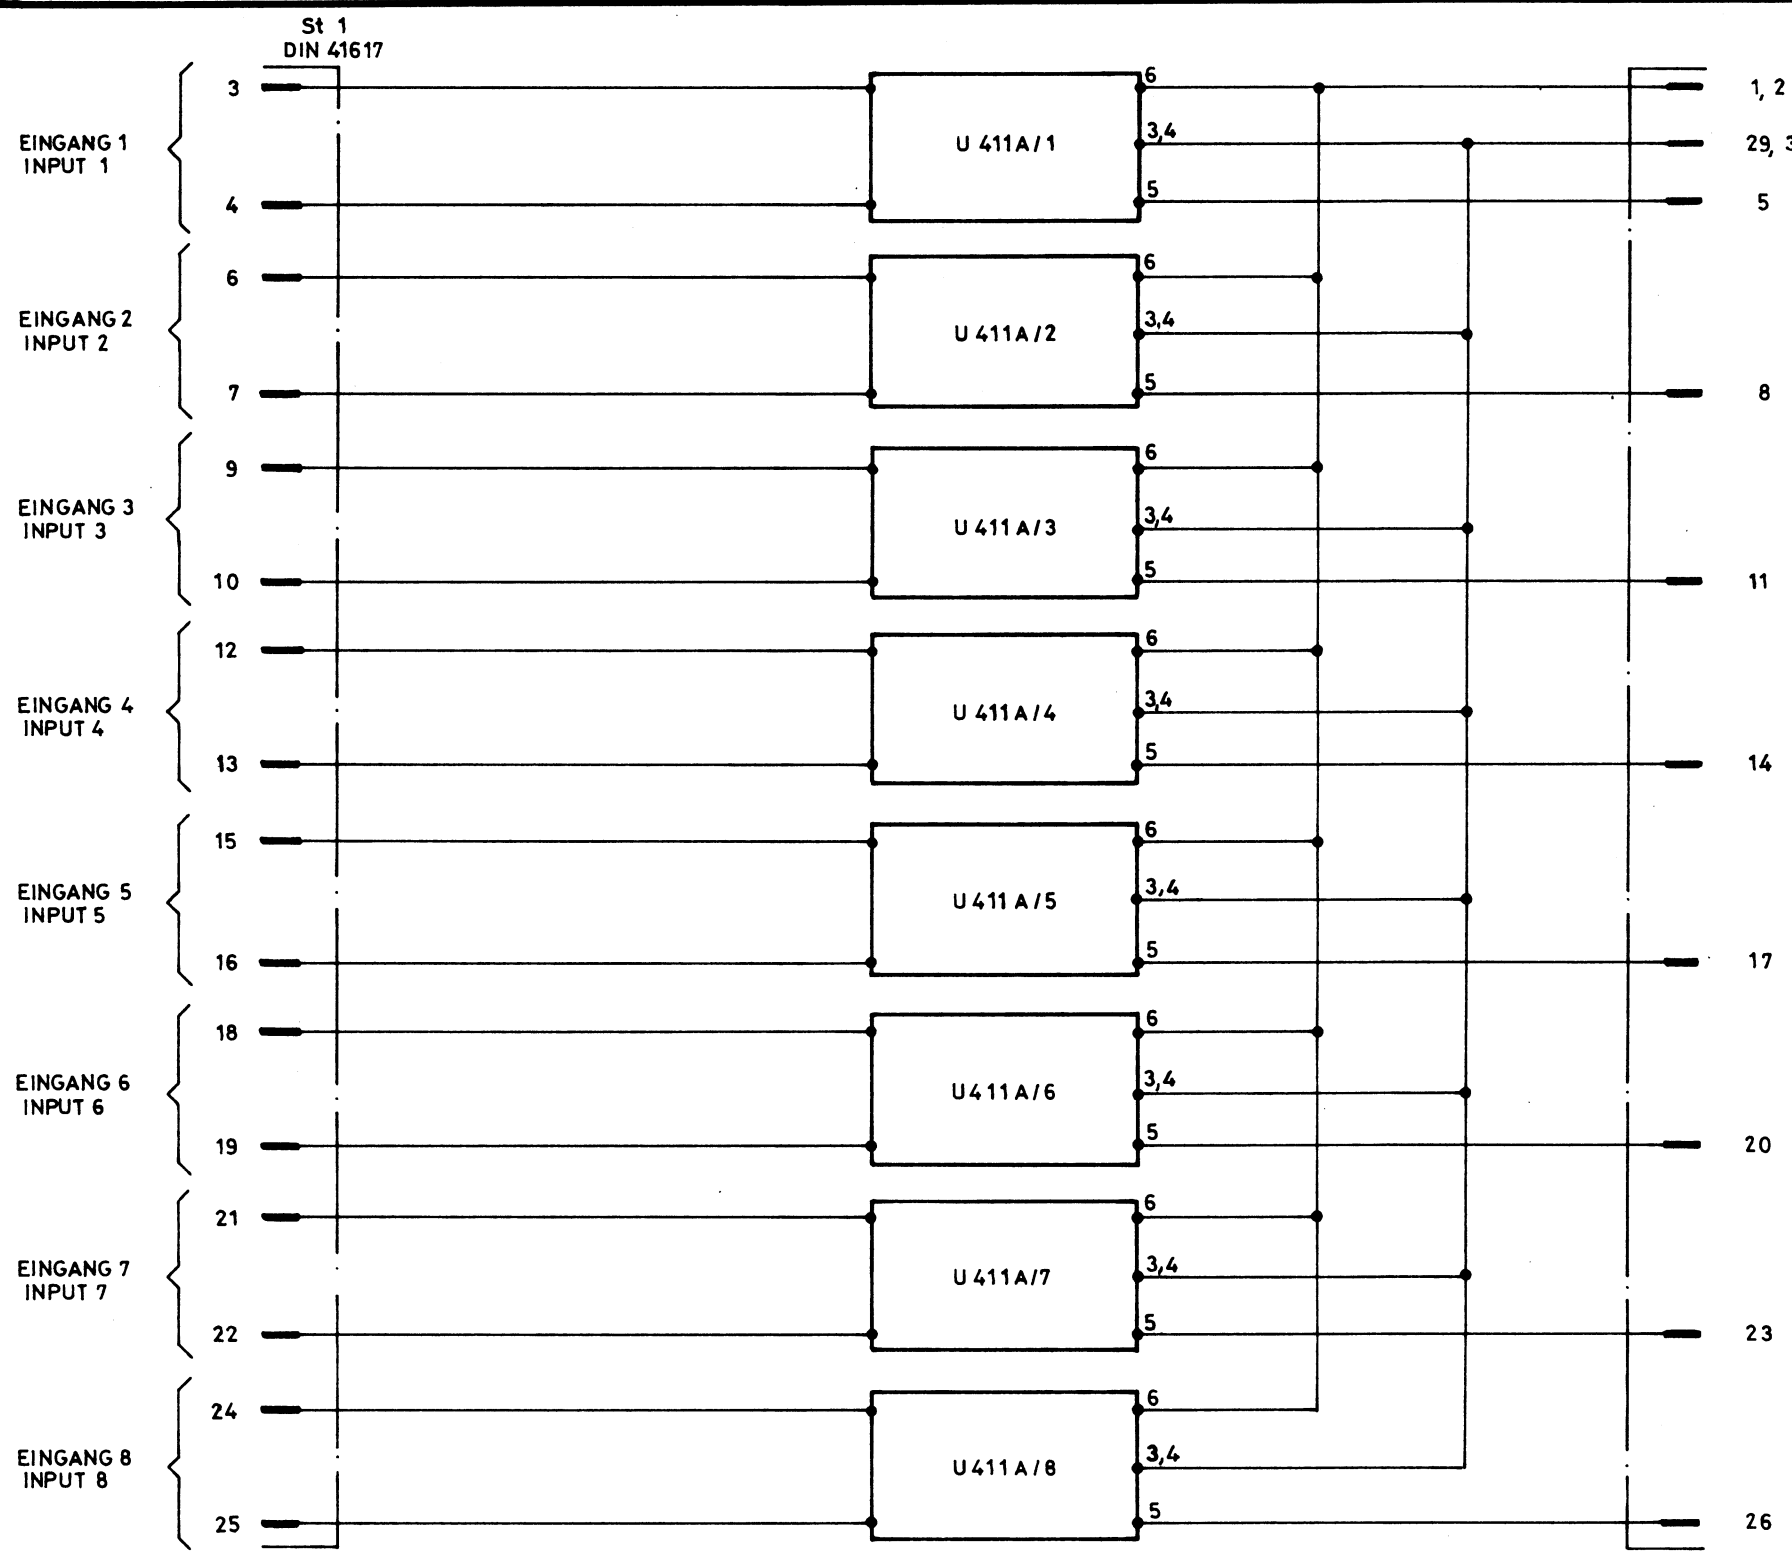 St 1
DIN 41617
3 6 1, 2
EINGANG 1
INPUT 1
U 411A/1 3,4 29,
4 5 5
6 6
EINGANG 2
INPUT 2
U 411A/2 3,4
7 5 8
9 6
EINGANG 3
INPUT 3
U 411A/3 3,4
10 5 11
12 6
EINGANG 4
INPUT 4
U 411A/4 3,4
13 5 14
15 6
EINGANG 5
INPUT 5
U 411A/5 3,4
16 5 17
18 6
EINGANG 6
INPUT 6
U411A/6 3,4
19 5 20
21 6
EINGANG 7
INPUT 7
U 411A/7 3,4
22 5 23
24 6
EINGANG 8
INPUT 8
U411A/8 3,4
25 5 26